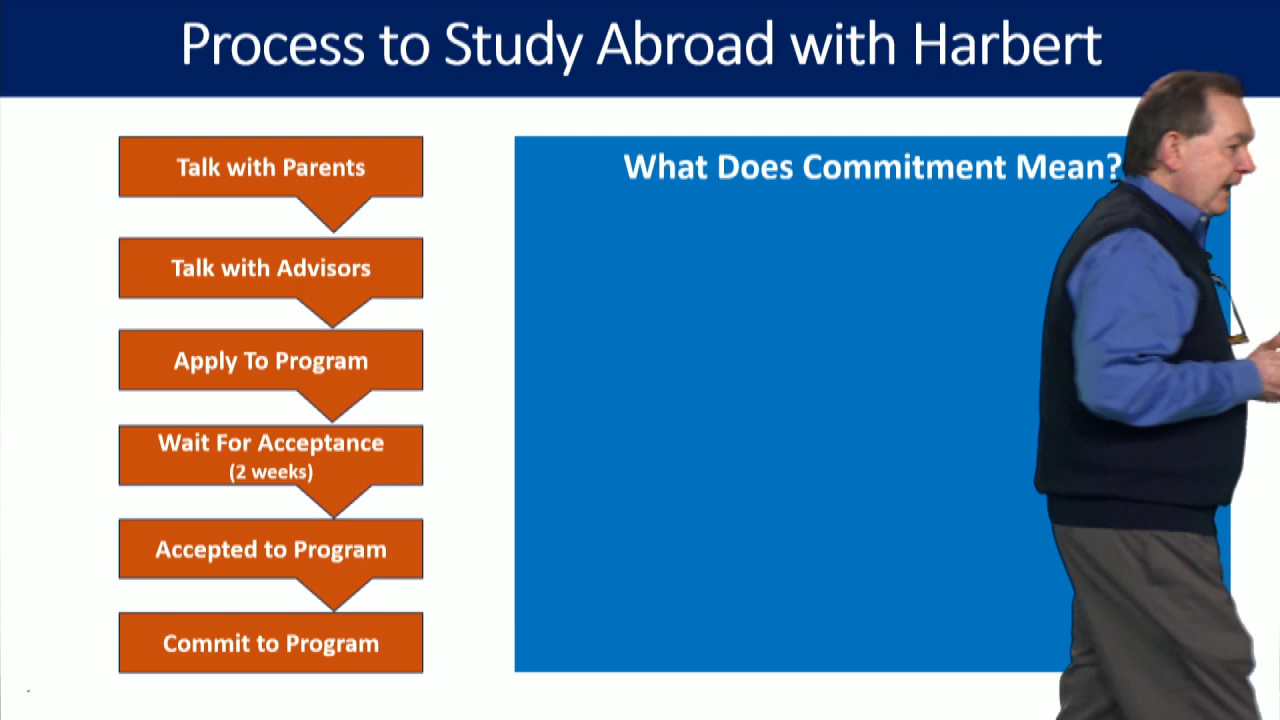 Process to Study Abroad with Harbert
Talk with Parents
Talk with Advisors
Apply To Program
Wait For Acceptance
(2 weeks)
Accepted to Program
Commit to Program
What Does Commitment Mean?